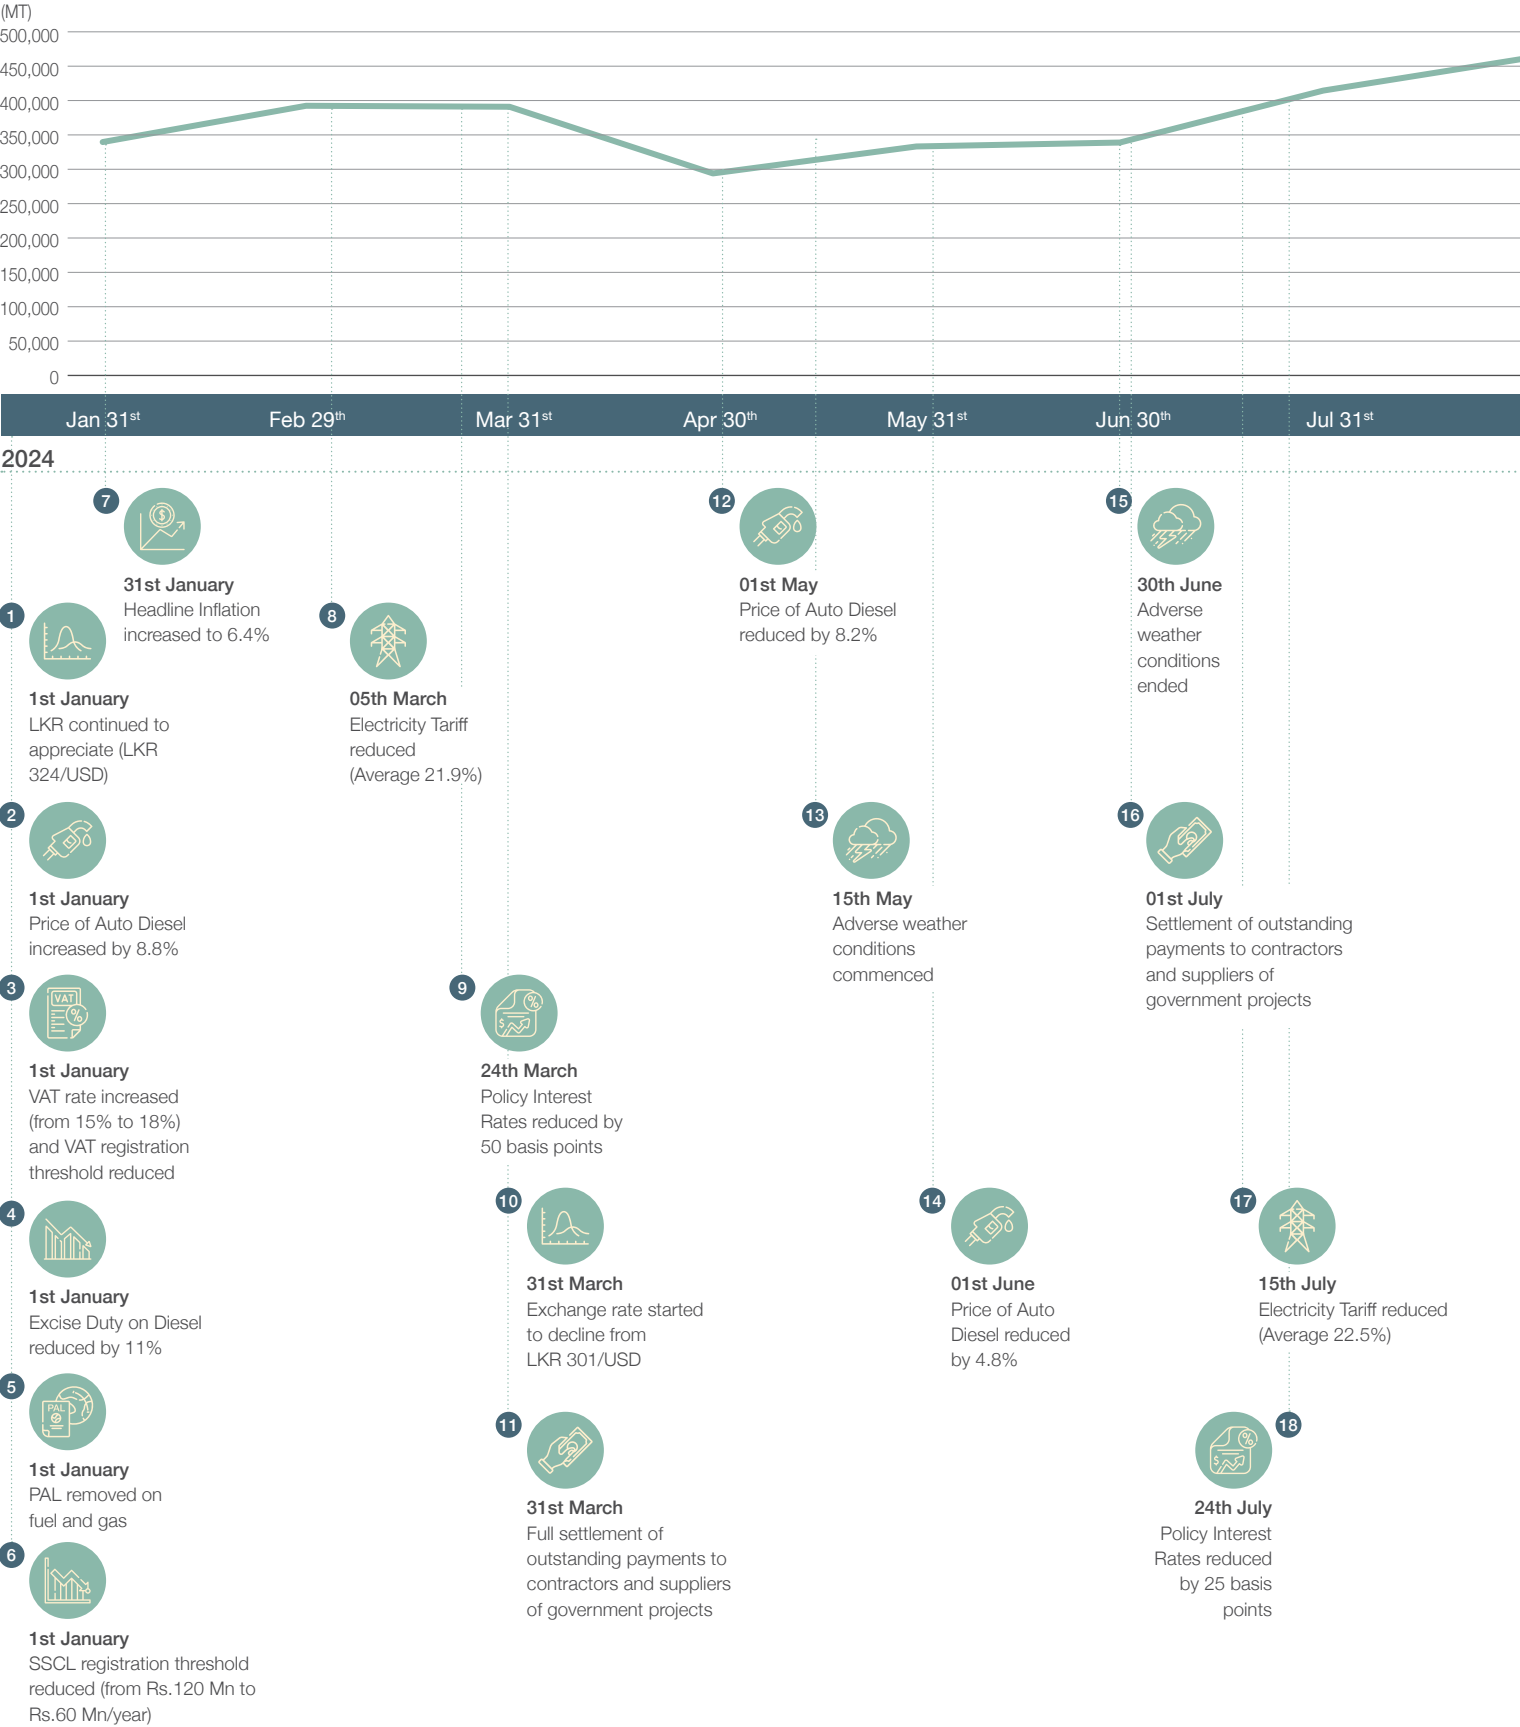 (MT)
500,000
450,000
400,000
350,000
300,000
250,000
200,000
150,000
100,000
50,000
0
Jan 31st
Feb 29th
Mar 31st
Apr 30th
May 31st
Jun 30th
Jul 31st
2024
7
31st January
Headline Inflation
increased to 6.4%
12
01st May
Price of Auto Diesel
reduced by 8.2%
15
30th June
Adverse
weather
conditions
ended
1
1st January
LKR continued to
appreciate (LKR
324/USD)
8
05th March
Electricity Tariff
reduced
(Average 21.9%)
2
1st January
Price of Auto Diesel
increased by 8.8%
13
15th May
Adverse weather
conditions
commenced
16
01st July
Settlement of outstanding
payments to contractors
and suppliers of
government projects
3
VAT
%
1st January
VAT rate increased
(from 15% to 18%)
and VAT registration
threshold reduced
9
%
$
24th March
Policy Interest
Rates reduced by
50 basis points
4
1st January
Excise Duty on Diesel
reduced by 11%
10
31st March
Exchange rate started
to decline from
LKR 301/USD
14
01st June
Price of Auto
Diesel reduced
by 4.8%
17
15th July
Electricity Tariff reduced
(Average 22.5%)
5
PAL
1st January
PAL removed on
fuel and gas
11
31st March
Full settlement of
outstanding payments to
contractors and suppliers
of government projects
18
%
$
24th July
Policy Interest
Rates reduced
by 25 basis
points
6
1st January
SSCL registration threshold
reduced (from Rs.120 Mn to
Rs.60 Mn/year)